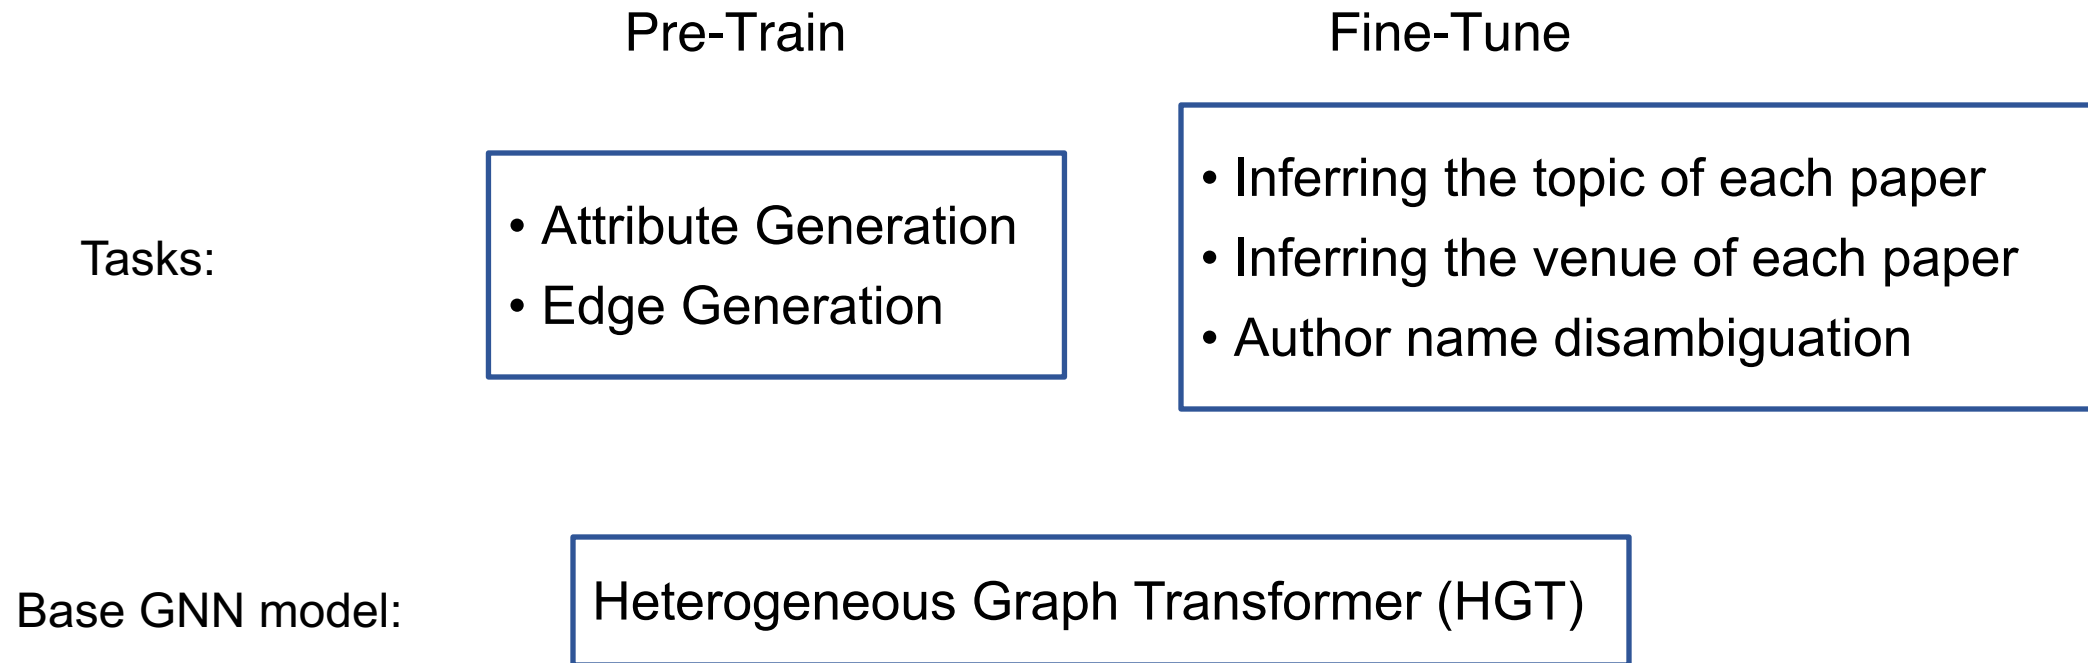 Pre-Train
Fine-Tune
Tasks:
• Attribute Generation
• Edge Generation
• Inferring the topic of each paper
• Inferring the venue of each paper
• Author name disambiguation
Base GNN model:
Heterogeneous Graph Transformer (HGT)